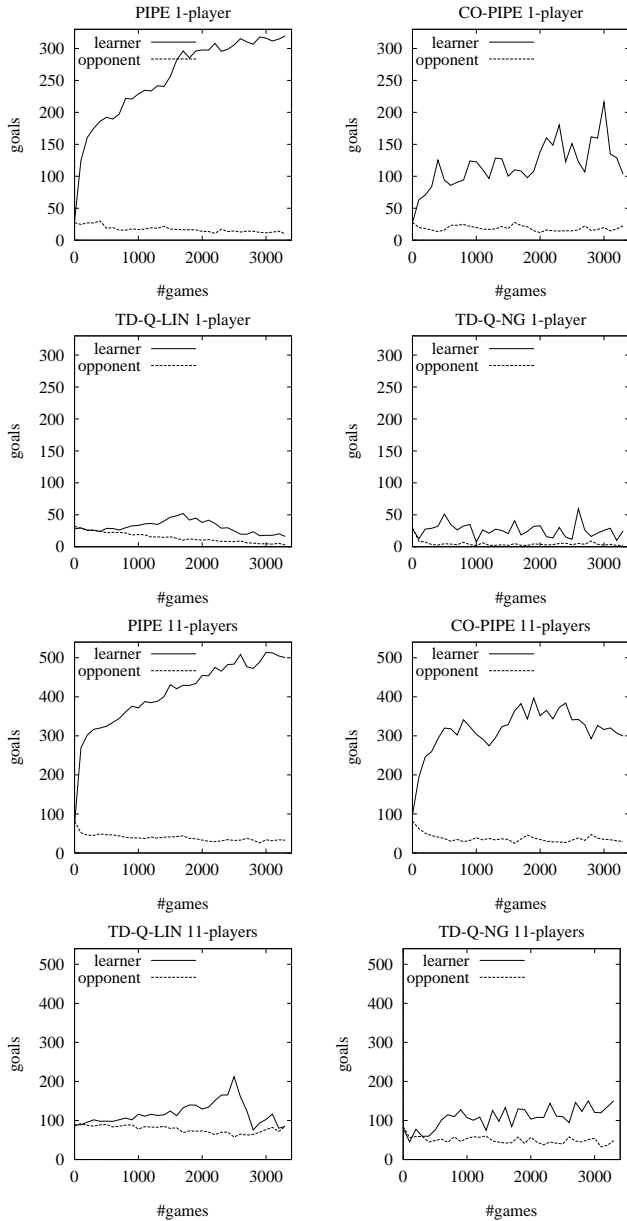 PIPE 1-player
learner
opponent
goals
300
250
200
150
100
50
0
0 1000 2000 3000
#games
CO-PIPE 1-player
learner
opponent
goals
300
250
200
150
100
50
0
0 1000 2000 3000
#games
TD-Q-LIN 1-player
learner
opponent
goals
300
250
200
150
100
50
0
0 1000 2000 3000
#games
TD-Q-NG 1-player
learner
opponent
goals
300
250
200
150
100
50
0
0 1000 2000 3000
#games
PIPE 11-players
learner
opponent
goals
500
400
300
200
100
0
0 1000 2000 3000
#games
CO-PIPE 11-players
learner
opponent
goals
500
400
300
200
100
0
0 1000 2000 3000
#games
TD-Q-LIN 11-players
learner
opponent
goals
500
400
300
200
100
0
0 1000 2000 3000
#games
TD-Q-NG 11-players
learner
opponent
goals
500
400
300
200
100
0
0 1000 2000 3000
#games